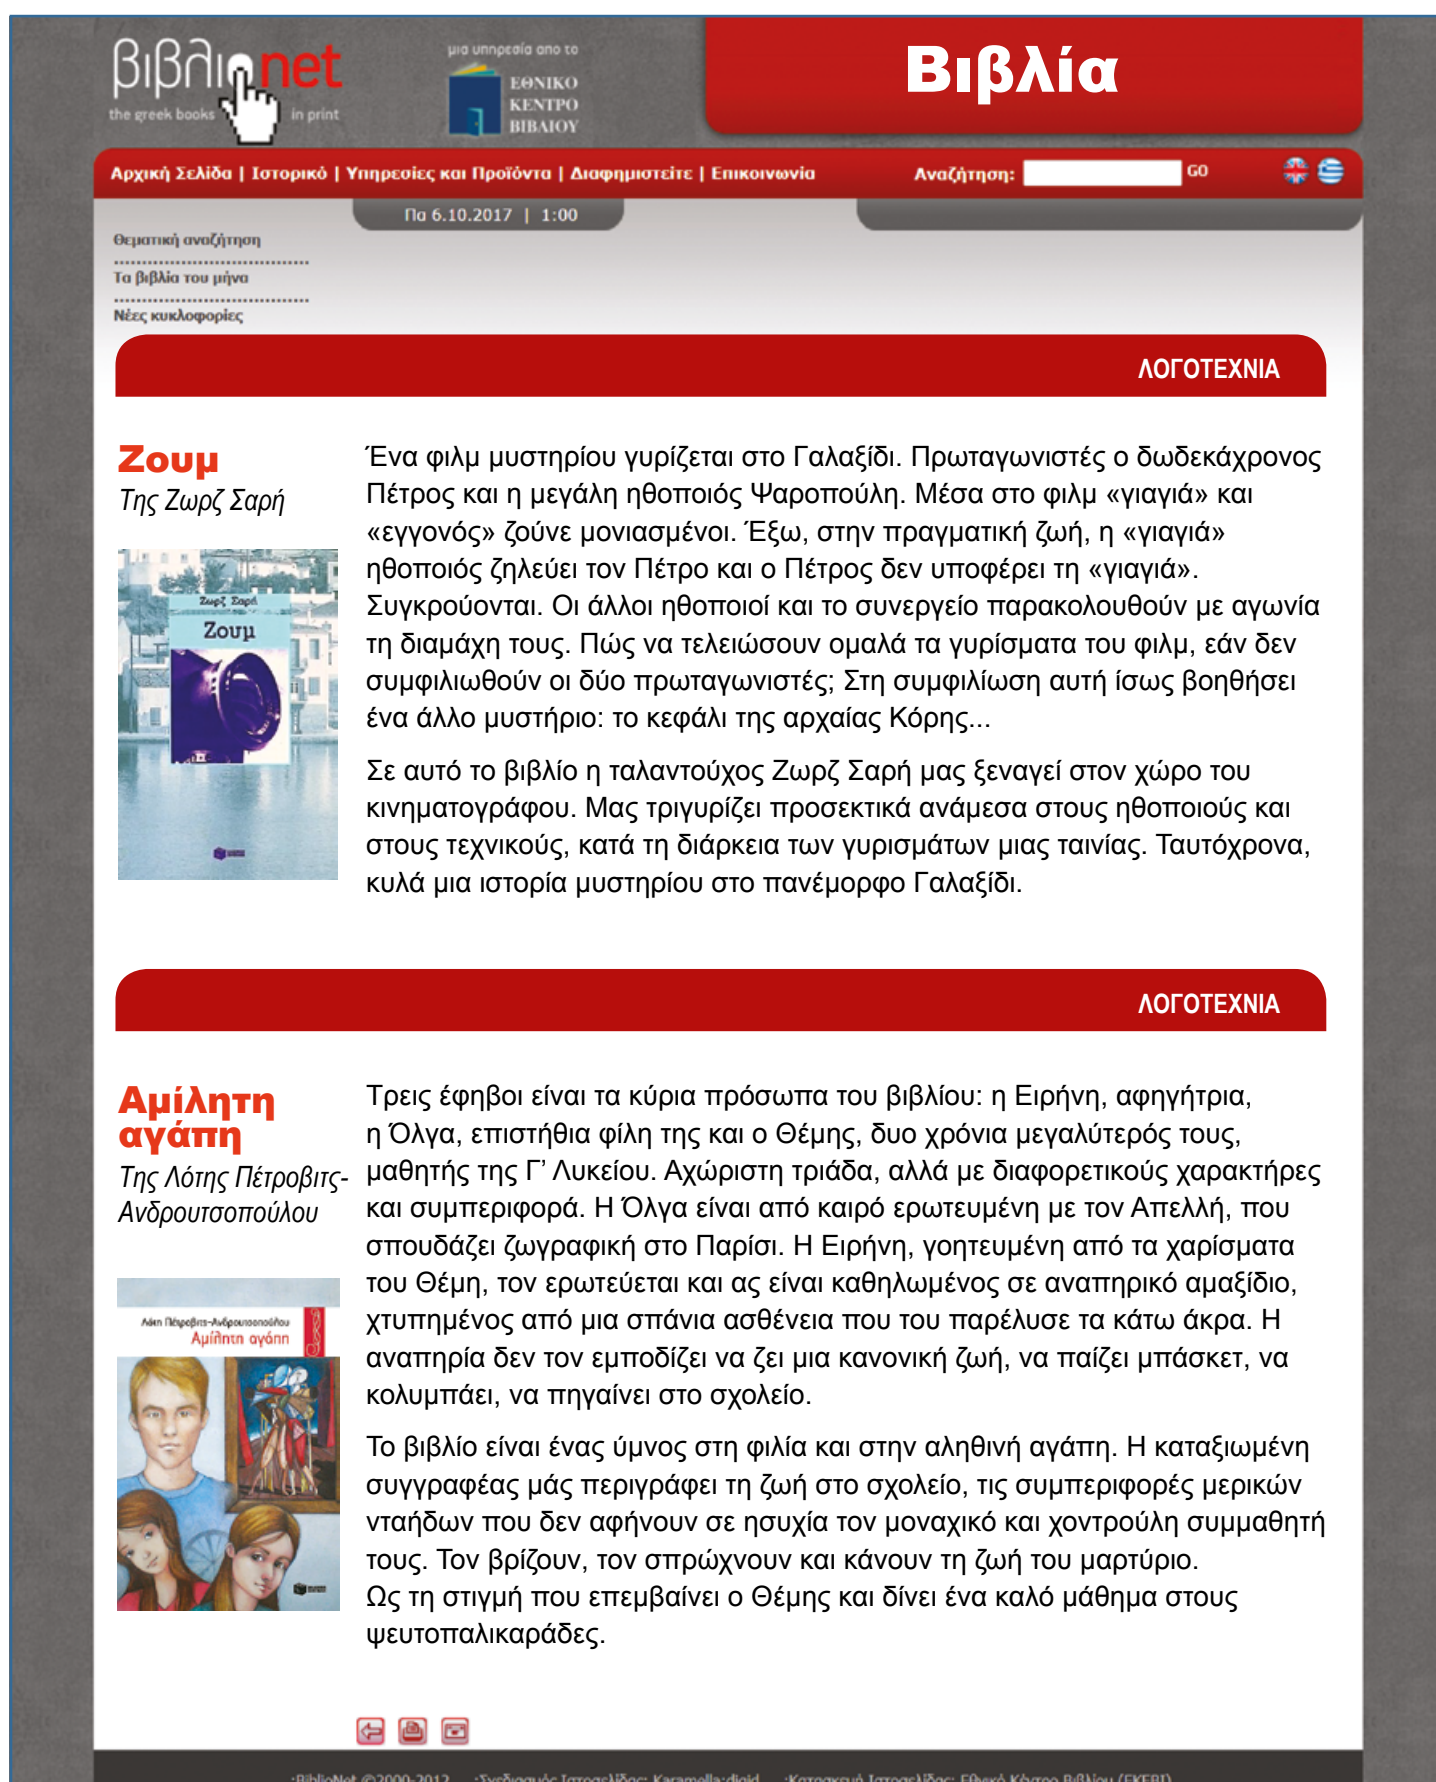 βιβλιοnet
the greek books in print
μια υπηρεσία απο το
ΕΘΝΙΚΟ
ΚΕΝΤΡΟ
ΒΙΒΛΙΟΥ
Βιβλία
Αρχική Σελίδα | Ιστορικό | Υπηρεσίες και Προϊόντα | Διαφημιστείτε | Επικοινωνία
Αναζήτηση: GO
Πα 6.10.2017 | 1:00
Θεματική αναζήτηση
Τα βιβλία του μήνα
Νέες κυκλοφορίες
ΛΟΓΟΤΕΧΝΙΑ
Ζουμ
Της Ζωρζ Σαρή
Ζωρζ Σαρή
Ζουμ
Ένα φιλμ μυστηρίου γυρίζεται στο Γαλαξίδι. Πρωταγωνιστές ο δωδεκάχρονος
Πέτρος και η μεγάλη ηθοποιός Ψαροπούλη. Μέσα στο φιλμ «γιαγιά» και
«εγγονός» ζούνε μονιασμένοι. Έξω, στην πραγματική ζωή, η «γιαγιά»
ηθοποιός ζηλεύει τον Πέτρο και ο Πέτρος δεν υποφέρει τη «γιαγιά».
Συγκρούονται. Οι άλλοι ηθοποιοί και το συνεργείο παρακολουθούν με αγωνία
τη διαμάχη τους. Πώς να τελειώσουν ομαλά τα γυρίσματα του φιλμ, εάν δεν
συμφιλιωθούν οι δύο πρωταγωνιστές; Στη συμφιλίωση αυτή ίσως βοηθήσει
ένα άλλο μυστήριο: το κεφάλι της αρχαίας Κόρης...
Σε αυτό το βιβλίο η ταλαντούχος Ζωρζ Σαρή μας ξεναγεί στον χώρο του
κινηματογράφου. Μας τριγυρίζει προσεκτικά ανάμεσα στους ηθοποιούς και
στους τεχνικούς, κατά τη διάρκεια των γυρισμάτων μιας ταινίας. Ταυτόχρονα,
κυλά μια ιστορία μυστηρίου στο πανέμορφο Γαλαξίδι.
ΛΟΓΟΤΕΧΝΙΑ
Αμίλητη
αγάπη
Της Λότης Πέτροβιτς-
Ανδρουτσοπούλου
Λότη Πέτροβιτς-Ανδρουτσοπούλου
Αμίλητη αγάπη
Τρεις έφηβοι είναι τα κύρια πρόσωπα του βιβλίου: η Ειρήνη, αφηγήτρια,
η Όλγα, επιστήθια φίλη της και ο Θέμης, δυο χρόνια μεγαλύτερός τους,
μαθητής της Γ’ Λυκείου. Αχώριστη τριάδα, αλλά με διαφορετικούς χαρακτήρες
και συμπεριφορά. Η Όλγα είναι από καιρό ερωτευμένη με τον Απελλή, που
σπουδάζει ζωγραφική στο Παρίσι. Η Ειρήνη, γοητευμένη από τα χαρίσματα
του Θέμη, τον ερωτεύεται και ας είναι καθηλωμένος σε αναπηρικό αμαξίδιο,
χτυπημένος από μια σπάνια ασθένεια που του παρέλυσε τα κάτω άκρα. Η
αναπηρία δεν τον εμποδίζει να ζει μια κανονική ζωή, να παίζει μπάσκετ, να
κολυμπάει, να πηγαίνει στο σχολείο.
Το βιβλίο είναι ένας ύμνος στη φιλία και στην αληθινή αγάπη. Η καταξιωμένη
συγγραφέας μάς περιγράφει τη ζωή στο σχολείο, τις συμπεριφορές μερικών
νταήδων που δεν αφήνουν σε ησυχία τον μοναχικό και χοντρούλη συμμαθητή
τους. Τον βρίζουν, τον σπρώχνουν και κάνουν τη ζωή του μαρτύριο.
Ως τη στιγμή που επεμβαίνει ο Θέμης και δίνει ένα καλό μάθημα στους
ψευτοπαλικαράδες.
:BiblioNet ©2000-2012 :Σχεδιασμός Ιστοσελίδας: Karamella:digid :Κατασκευή Ιστοσελίδας: Εθνικό Κέντρο Βιβλίου (ΕΚΕΒΙ)